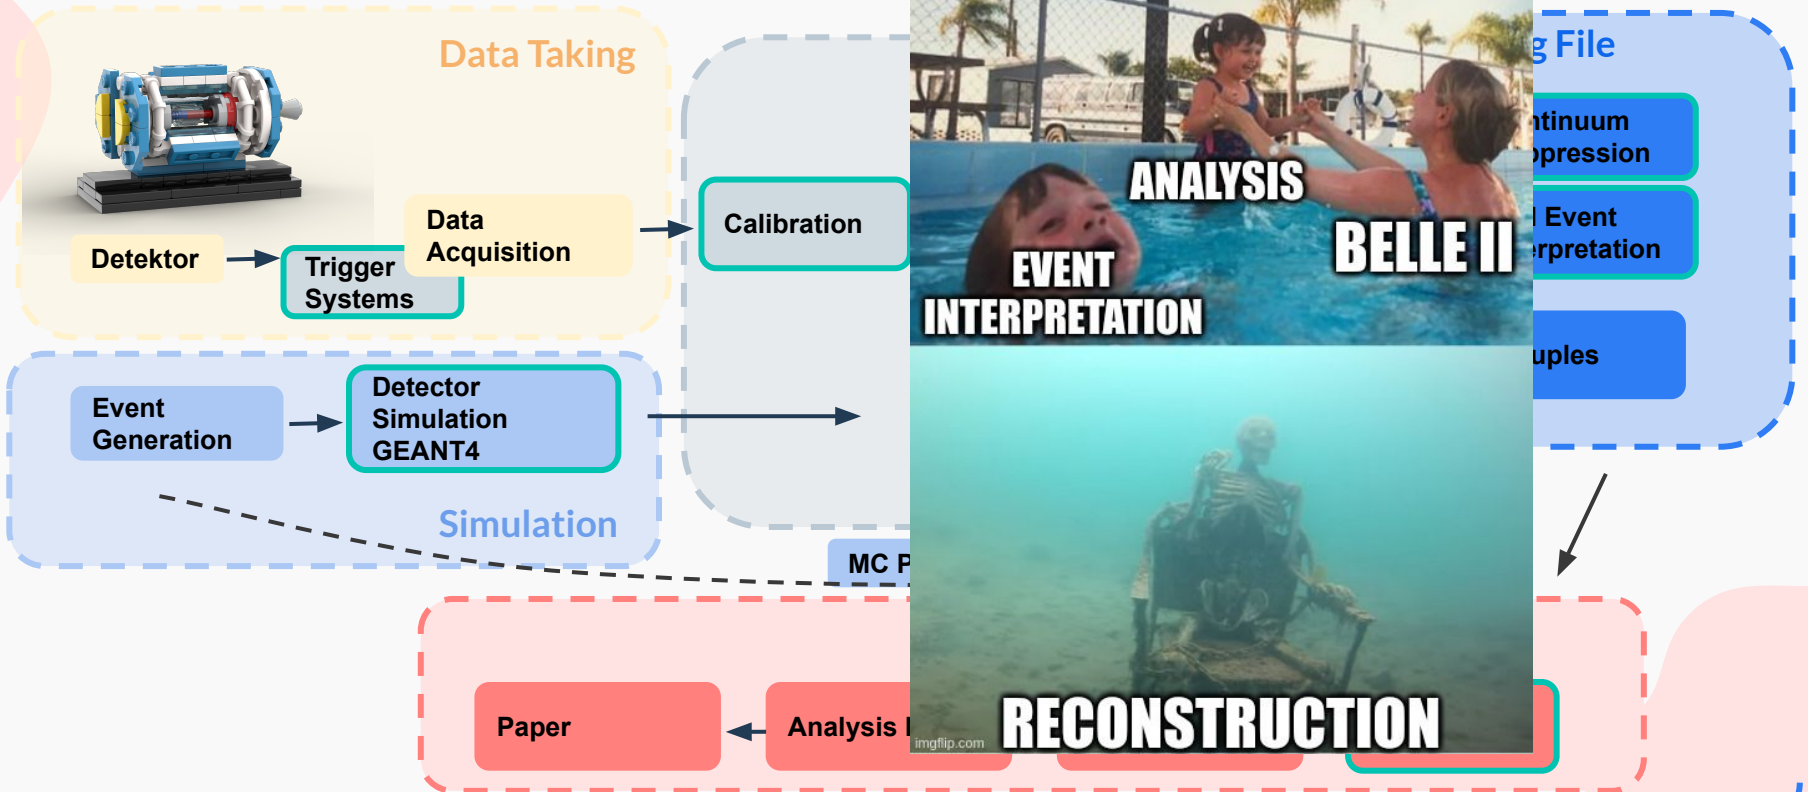 Data Taking
Detektor
Trigger
Systems
Data
Acquisition
Calibration
Event
Generation
Detector
Simulation
GEANT4
Simulation
MC P
ANALYSIS
BELLE II
EVENT
INTERPRETATION
RECONSTRUCTION
imgflip.com
g File
ntinuum
ppression
l Event
erpretation
uples
Paper
Analysis